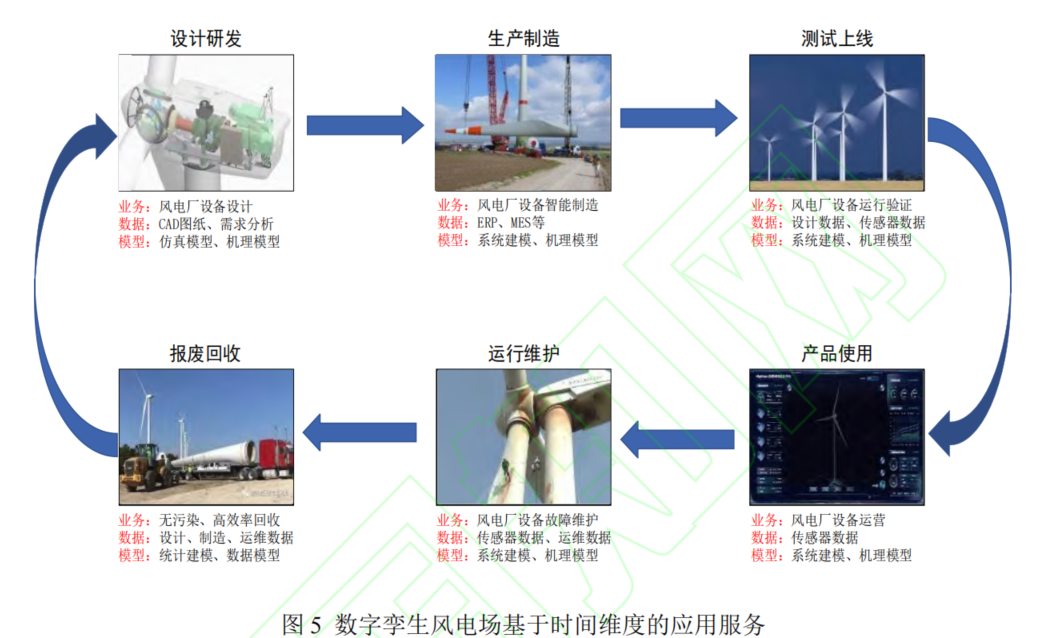 设计研发
生产制造
测试上线
业务：风电厂设备设计
数据：CAD图纸、需求分析
模型：仿真模型、机理模型
业务：风电厂设备智能制造
数据：ERP、MES等
模型：系统建模、机理模型
业务：风电厂设备运行验证
数据：设计数据、传感器数据
模型：系统建模、机理模型
报废回收
运行维护
产品使用
业务：无污染、高效率回收
数据：设计、制造、运维数据
模型：统计建模、数据模型
业务：风电厂设备故障维护
数据：传感器数据、运维数据
模型：系统建模、机理模型
业务：风电厂设备运营
数据：传感器数据
模型：系统建模、机理模型
图 5 数字孪生风电场基于时间维度的应用服务